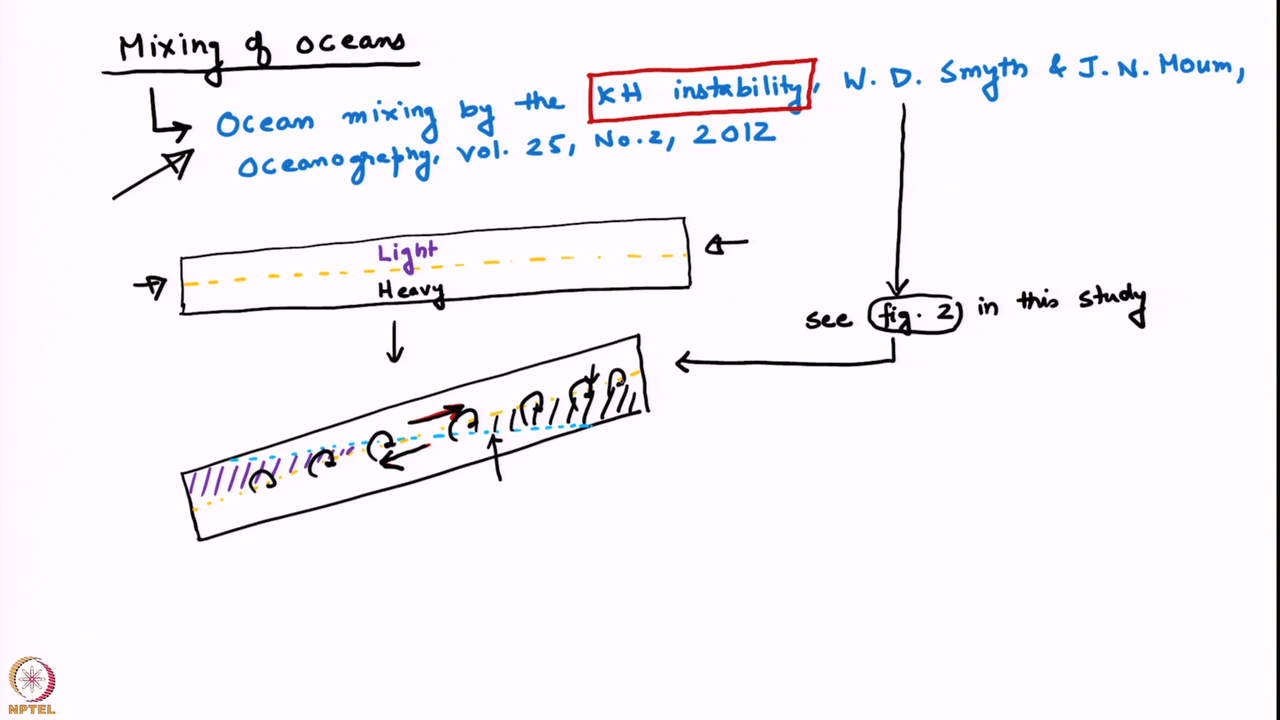 Mixing of oceans
Ocean mixing by the KH instability, W. D. Smyth & J. N. Moum,
Oceanography, vol. 25, No. 2, 2012
Light
Heavy
see fig. 2 in this study
NPTEL